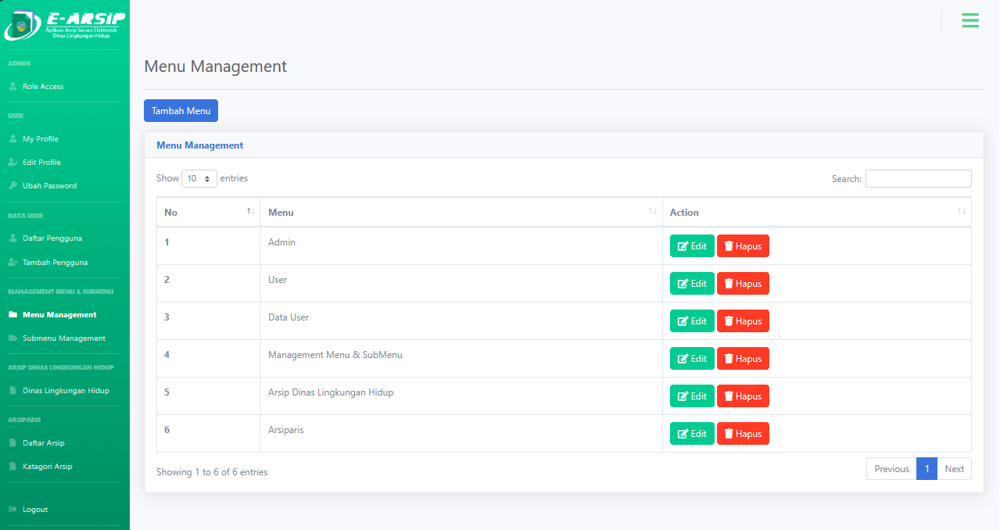 E-ARSIP
Aplikasi Arsip Secara Elektronik
Dinas Lingkungan Hidup
ADMIN
Role Access
USER
My Profile
Edit Profile
Ubah Password
DATA USER
Daftar Pengguna
Tambah Pengguna
MANAGEMENT MENU & SUBMENU
Menu Management
Submenu Management
ARSIP DINAS LINGKUNGAN HIDUP
Dinas Lingkungan Hidup
ARSIPARIS
Daftar Arsip
Katagori Arsip
Logout
Menu Management
Tambah Menu
Menu Management
Show 10 entries Search:
No Menu Action
1 Admin Edit Hapus
2 User Edit Hapus
3 Data User Edit Hapus
4 Management Menu & SubMenu Edit Hapus
5 Arsip Dinas Lingkungan Hidup Edit Hapus
6 Arsiparis Edit Hapus
Showing 1 to 6 of 6 entries Previous 1 Next